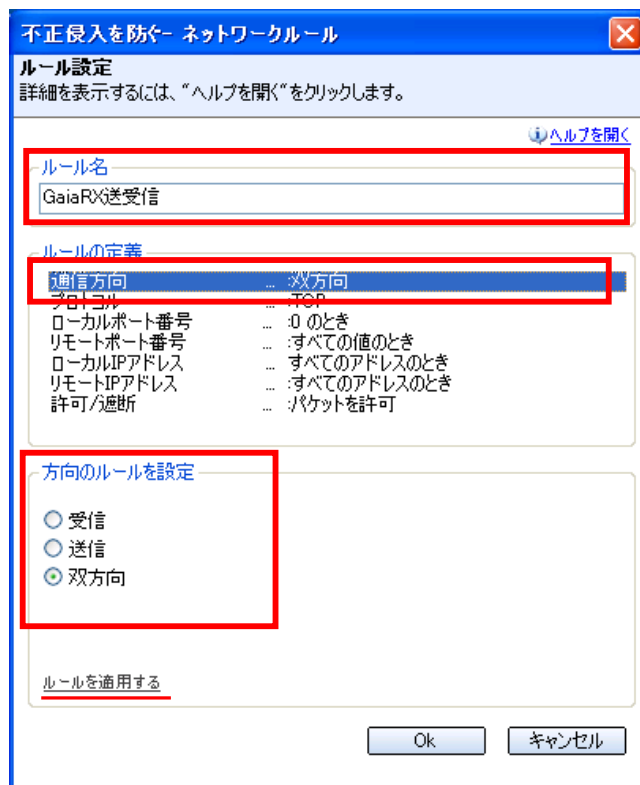 不正侵入を防ぐ- ネットワークルール
ルール設定
詳細を表示するには、“ヘルプを開く“をクリックします。
ヘルプを開く
ルール名
GaiaRX送受信
ルールの定義
通信方向 ... :双方向
プロトコル ... :TCP
ローカルポート番号 ... :0 のとき
リモートポート番号 ... :すべての値のとき
ローカルIPアドレス ... すべてのアドレスのとき
リモートIPアドレス ... :すべてのアドレスのとき
許可/遮断 ... :パケットを許可
方向のルールを設定
受信
送信
双方向
ルールを適用する
Ok キャンセル